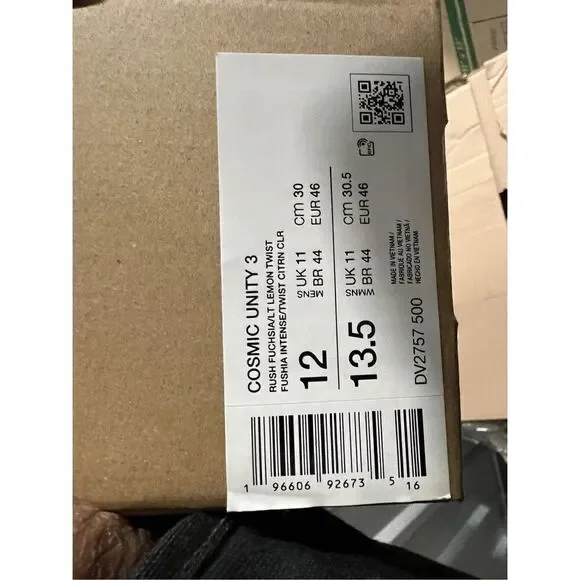 COSMIC UNITY 3
RUSH FUCHSIA/LT LEMON TWIST
FUSHIA INTENSE/TWIST CITRN CLR
12
MENS
UK 11
BR 44
cm 30
EUR 46
13.5
WMNS
UK 11
BR 44
cm 30.5
EUR 46
DV2757 500
MADE IN VIETNAM /
FABRIQUE AU VIETNAM /
FABRICADO NO VIETNÃ /
HECHO EN VIETNAM
1 96606 92673 5 16